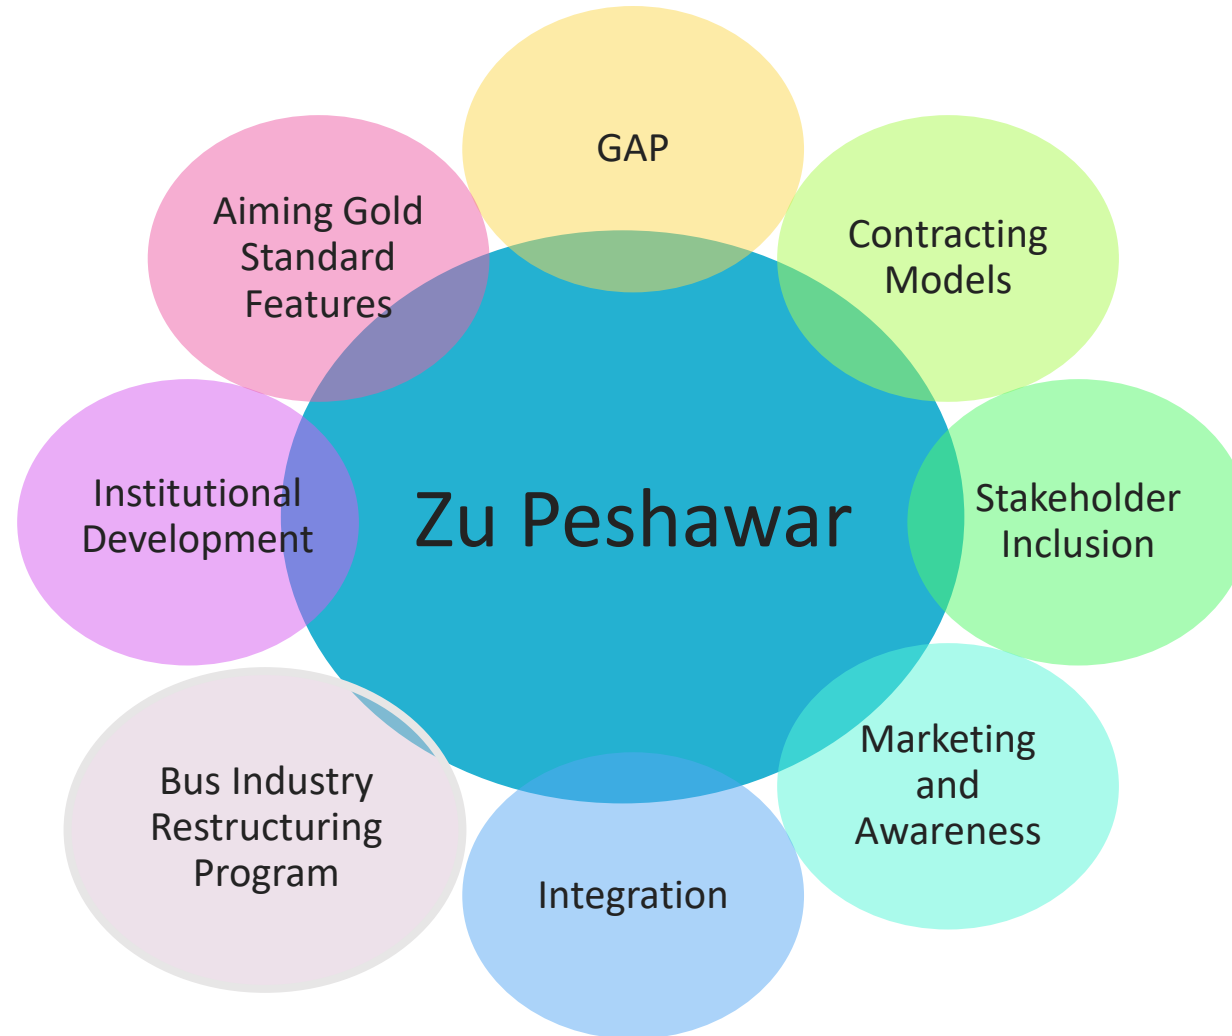 GAP
Contracting
Models
Stakeholder
Inclusion
Marketing
and
Awareness
Integration
Bus Industry
Restructuring
Program
Institutional
Development
Aiming Gold
Standard
Features
Zu Peshawar